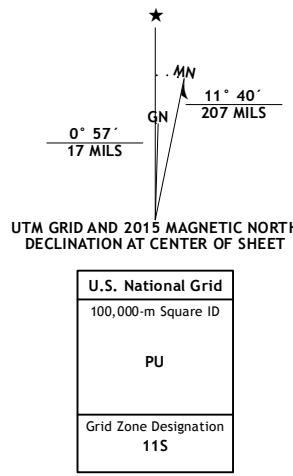 MN
11° 40´
207 MILS
GN
0° 57´
17 MILS
UTM GRID AND 2015 MAGNETIC NORTH
DECLINATION AT CENTER OF SHEET
U.S. National Grid
100,000-m Square ID
PU
Grid Zone Designation
11S